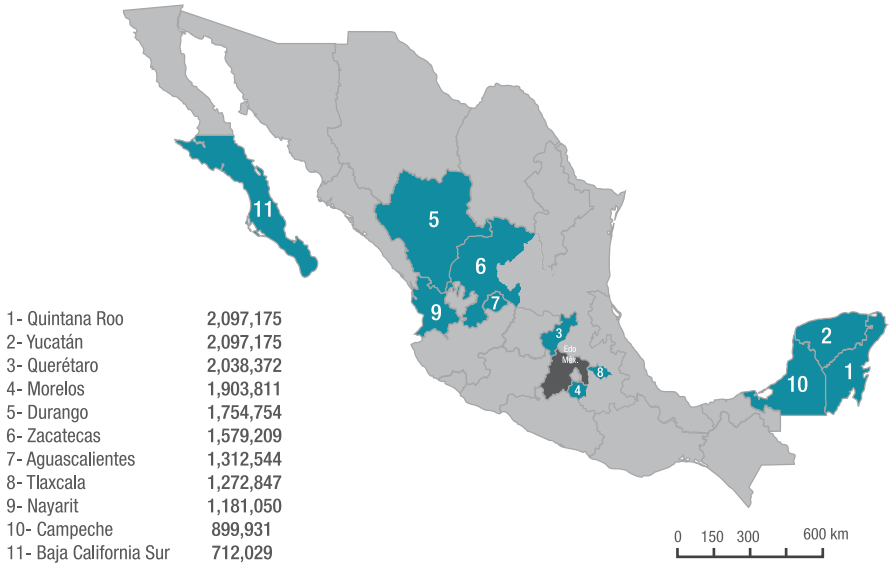 11
5
6
7
9
3
Edo
Méx.
8
4
2
10
1
1- Quintana Roo 2,097,175
2- Yucatán 2,097,175
3- Querétaro 2,038,372
4- Morelos 1,903,811
5- Durango 1,754,754
6- Zacatecas 1,579,209
7- Aguascalientes 1,312,544
8- Tlaxcala 1,272,847
9- Nayarit 1,181,050
10- Campeche 899,931
11- Baja California Sur 712,029
0 150 300 600 km